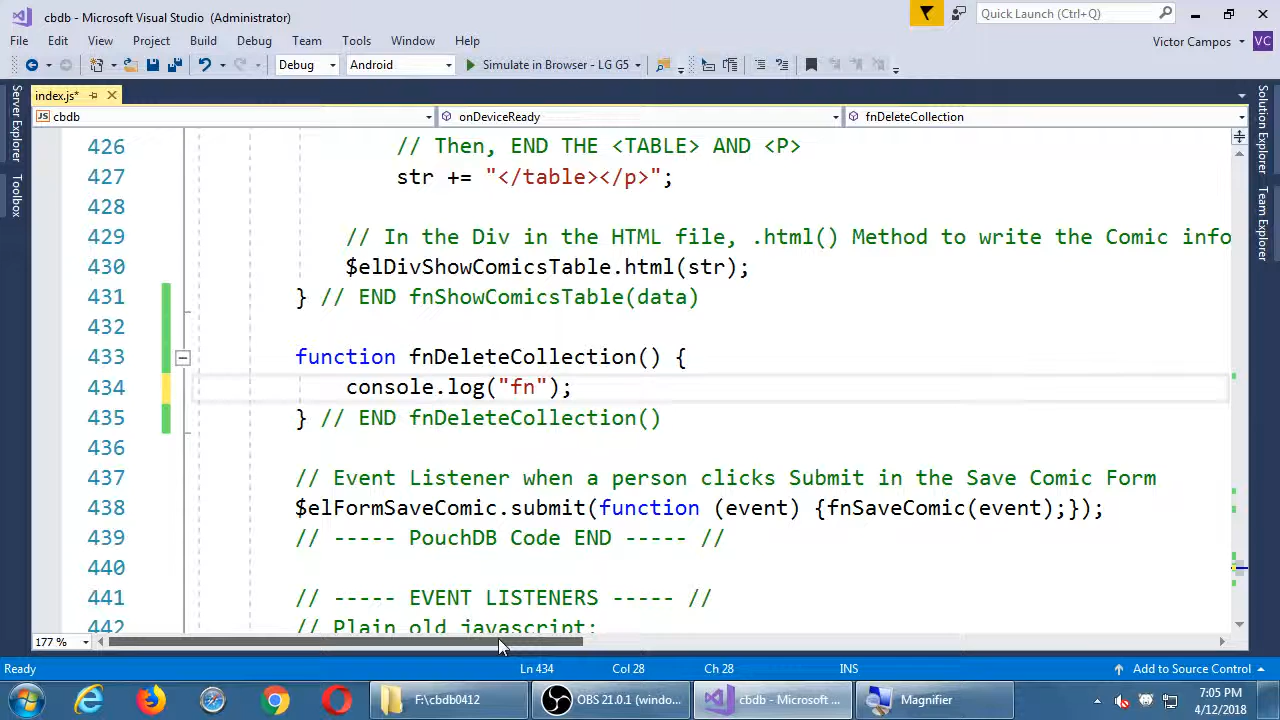 cbdb - Microsoft Visual Studio (Administrator)
Quick Launch (Ctrl+Q)
File Edit View Project Build Debug Team Tools Window Help
Victor Campos VC
Debug Android Simulate in Browser - LG G5
Server Explorer
Toolbox
Solution Explorer
Team Explorer
index.js*
JS cbdb onDeviceReady fnDeleteCollection
426 // Then, END THE <TABLE> AND <P>
427 str += "</table></p>";
428
429 // In the Div in the HTML file, .html() Method to write the Comic info
430 $elDivShowComicsTable.html(str);
431 } // END fnShowComicsTable(data)
432
433 function fnDeleteCollection() {
434 console.log("fn");
435 } // END fnDeleteCollection()
436
437 // Event Listener when a person clicks Submit in the Save Comic Form
438 $elFormSaveComic.submit(function (event) {fnSaveComic(event);});
439 // ----- PouchDB Code END ----- //
440
441 // ----- EVENT LISTENERS ----- //
442 // Plain old javascript:
177 %
Ready Ln 434 Col 28 Ch 28 INS Add to Source Control
F:\cbdb0412 OBS 21.0.1 (windo... cbdb - Microsoft ... Magnifier
7:05 PM
4/12/2018